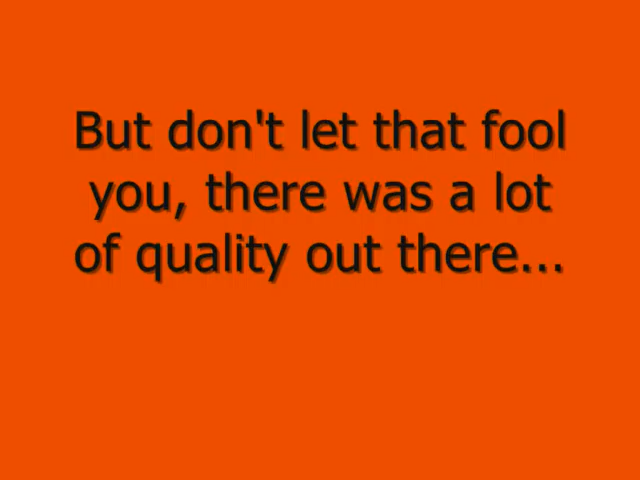 But don't let that fool
you, there was a lot
of quality out there...